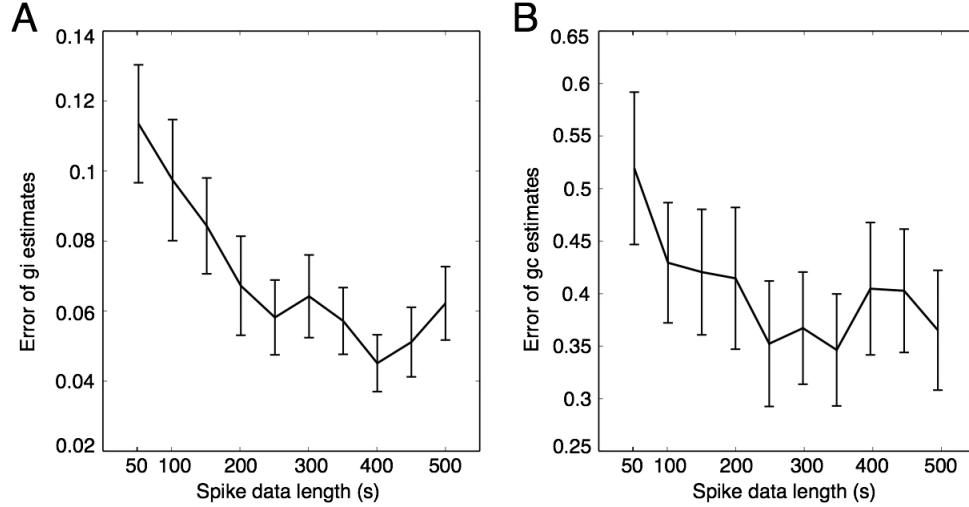 A
0.14
0.12
0.1
0.08
0.06
0.04
0.02
Error of gi estimates
50 100 200 300 400 500
Spike data length (s)
B
0.65
0.6
0.55
0.5
0.45
0.4
0.35
0.3
0.25
Error of gc estimates
50 100 200 300 400 500
Spike data length (s)